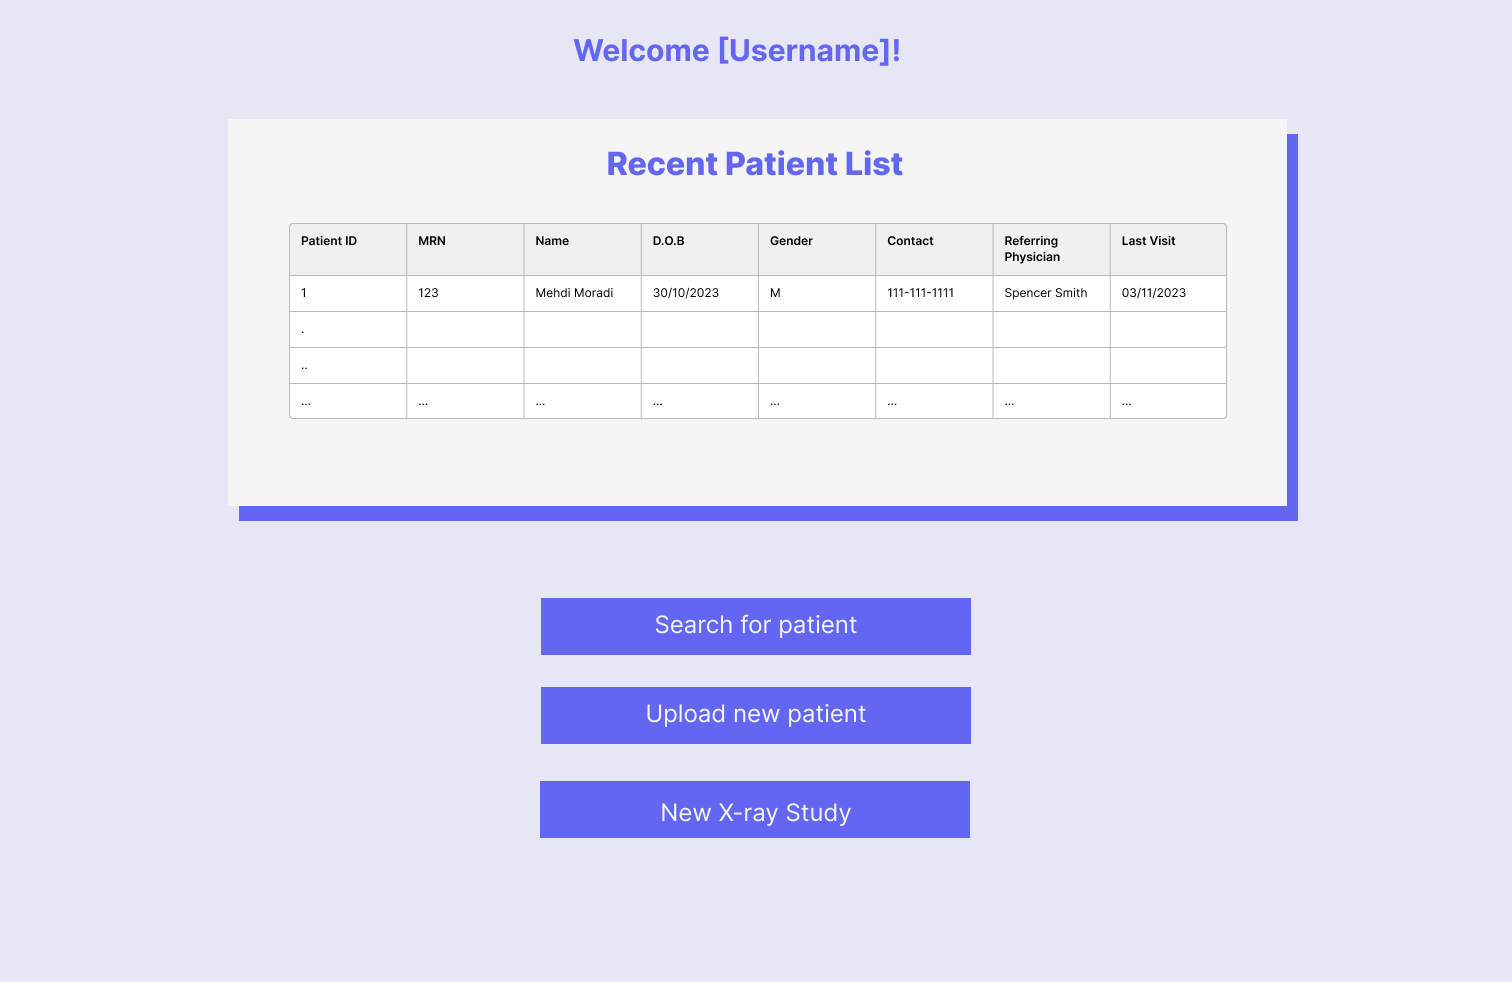 Welcome [Username]!
Recent Patient List
Patient ID MRN Name D.O.B Gender Contact Referring Physician Last Visit
1 123 Mehdi Moradi 30/10/2023 M 111-111-1111 Spencer Smith 03/11/2023
.
..
... ... ... ... ... ... ... ...
Search for patient
Upload new patient
New X-ray Study